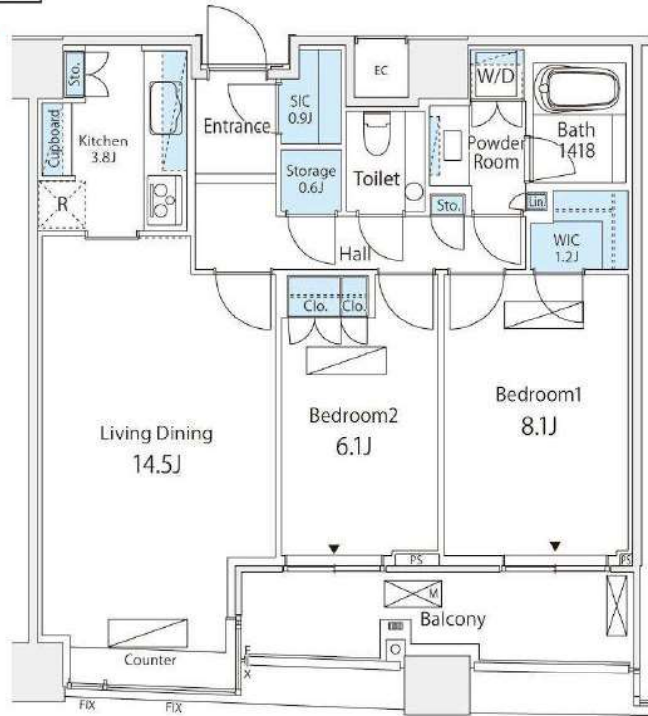 Sto.
Cupboard
Kitchen
3.8J
R
Entrance
SIC
0.9J
Storage
0.6J
EC
Toilet
W/D
Powder
Room
Bath
1418
Sto.
Lin.
WIC
1.2J
Hall
Clo.
Clo.
Living Dining
14.5J
Bedroom2
6.1J
Bedroom1
8.1J
PS
PS
M
Balcony
Counter
F
I
X
FIX
FIX